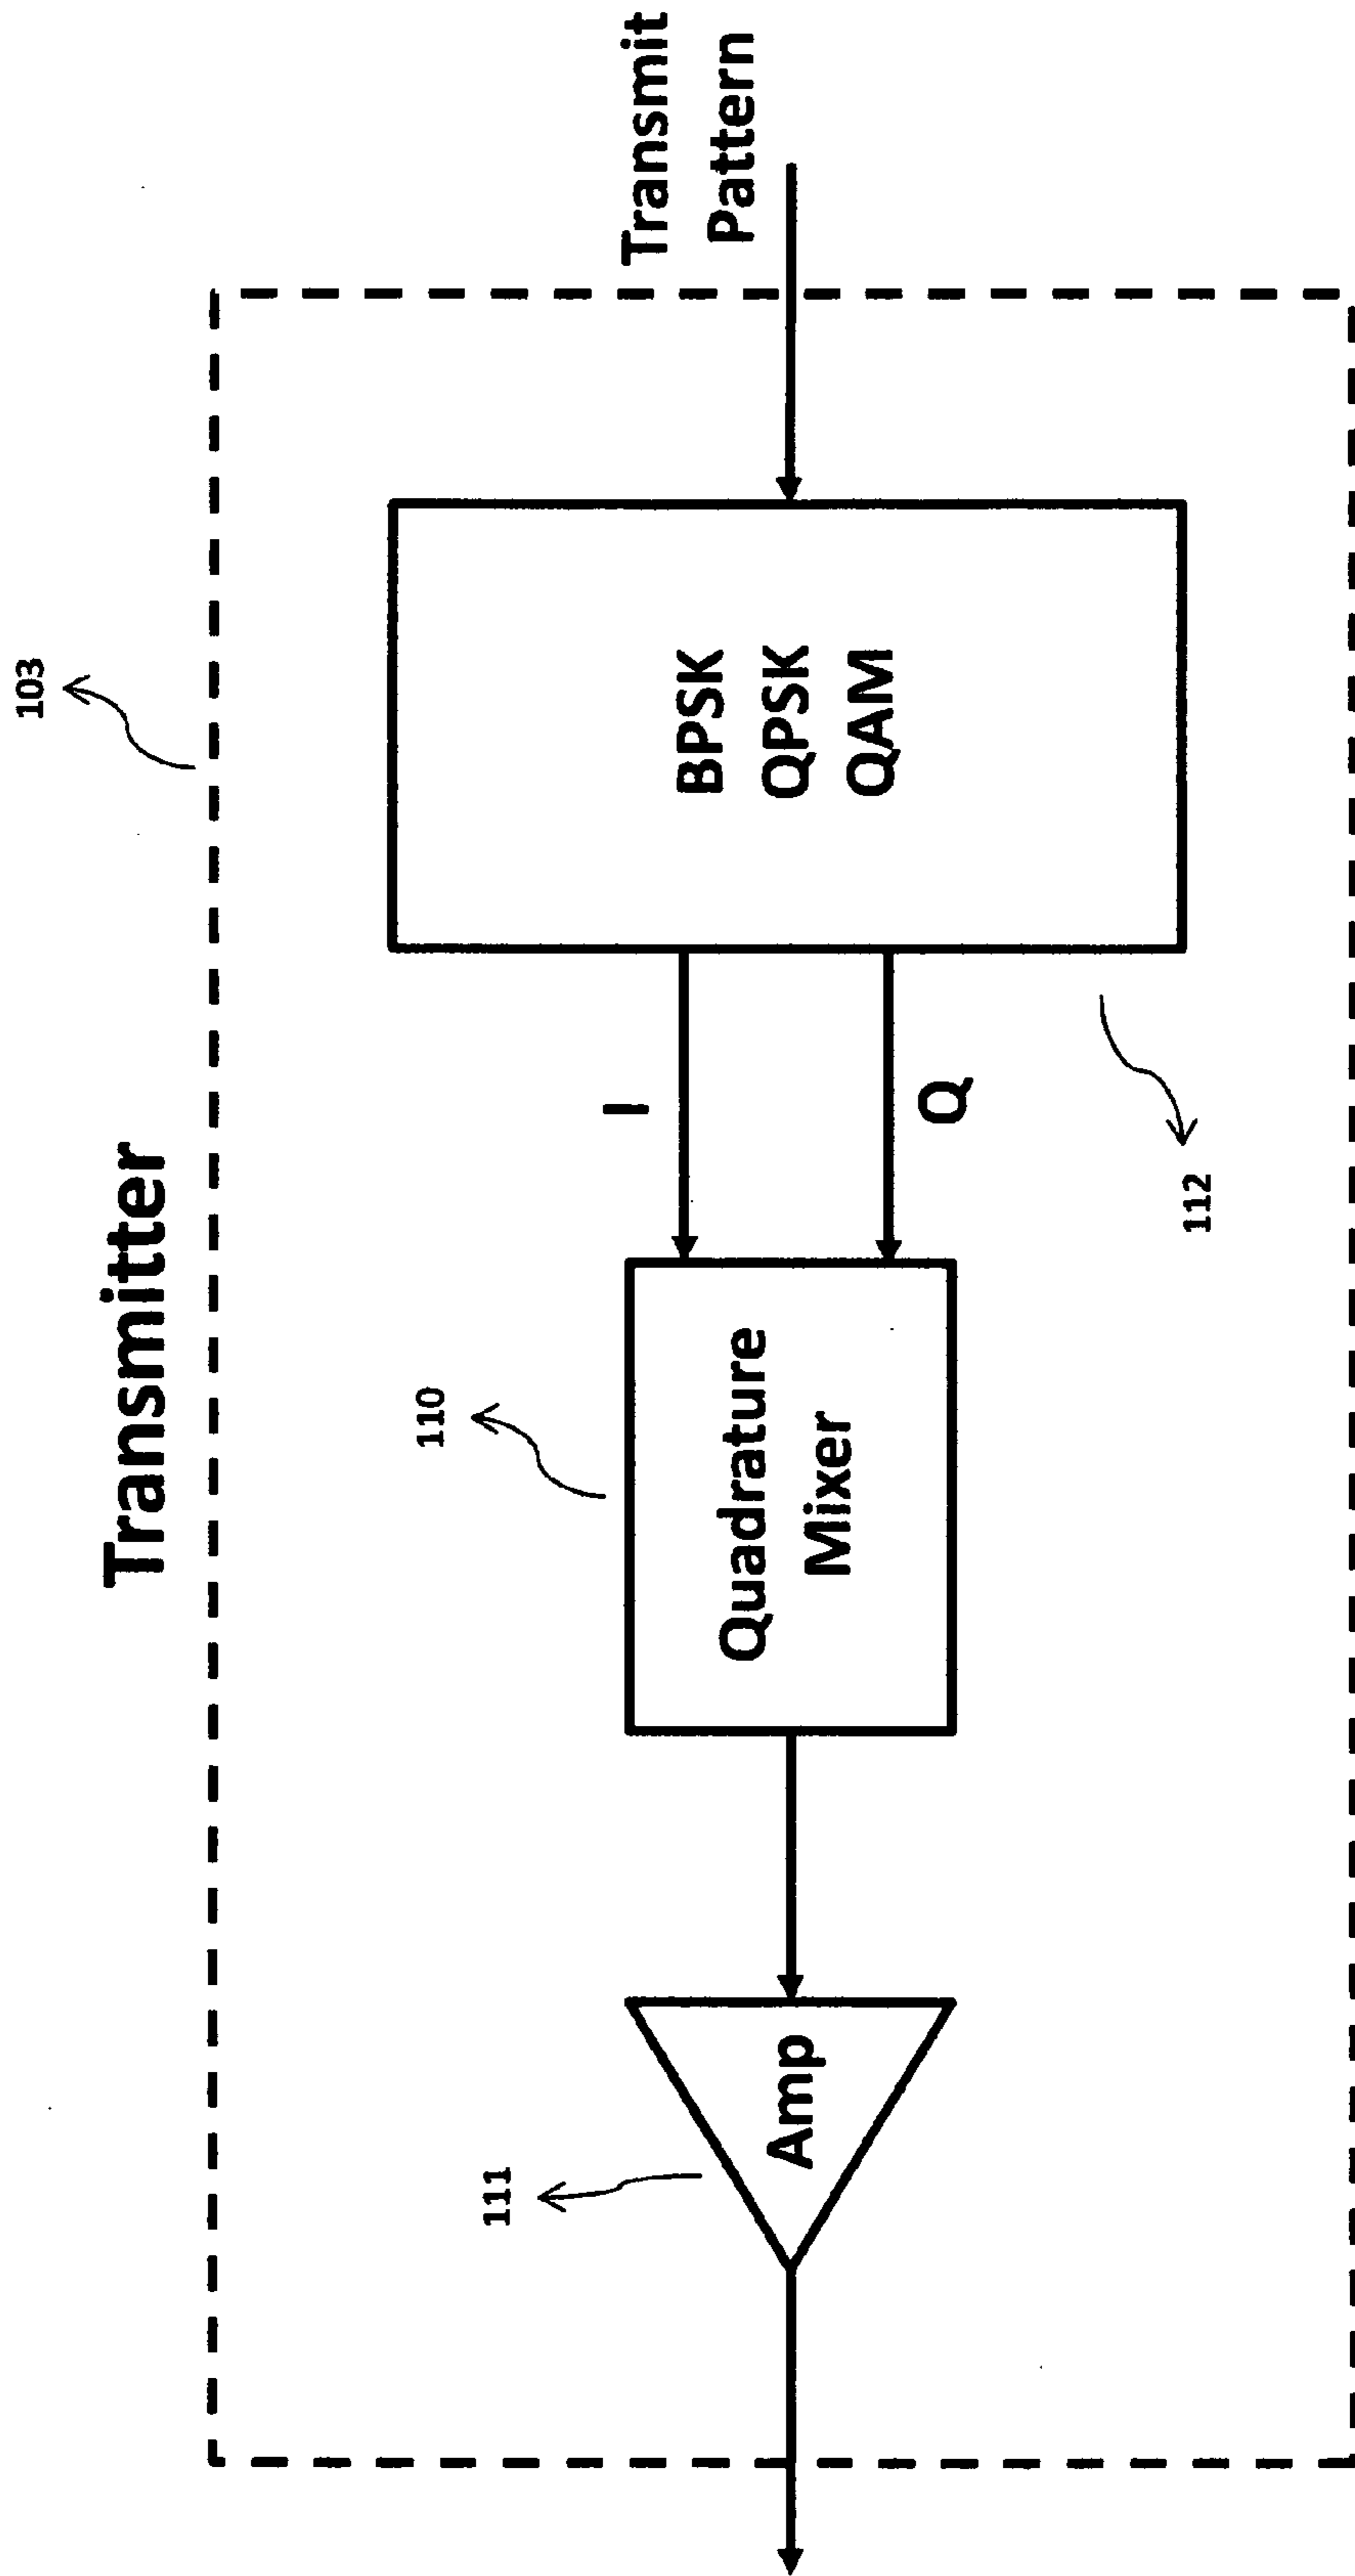 Transmitter
103
111
Amp
110
Quadrature
Mixer
I
Q
112
BPSK
QPSK
QAM
Transmit
Pattern